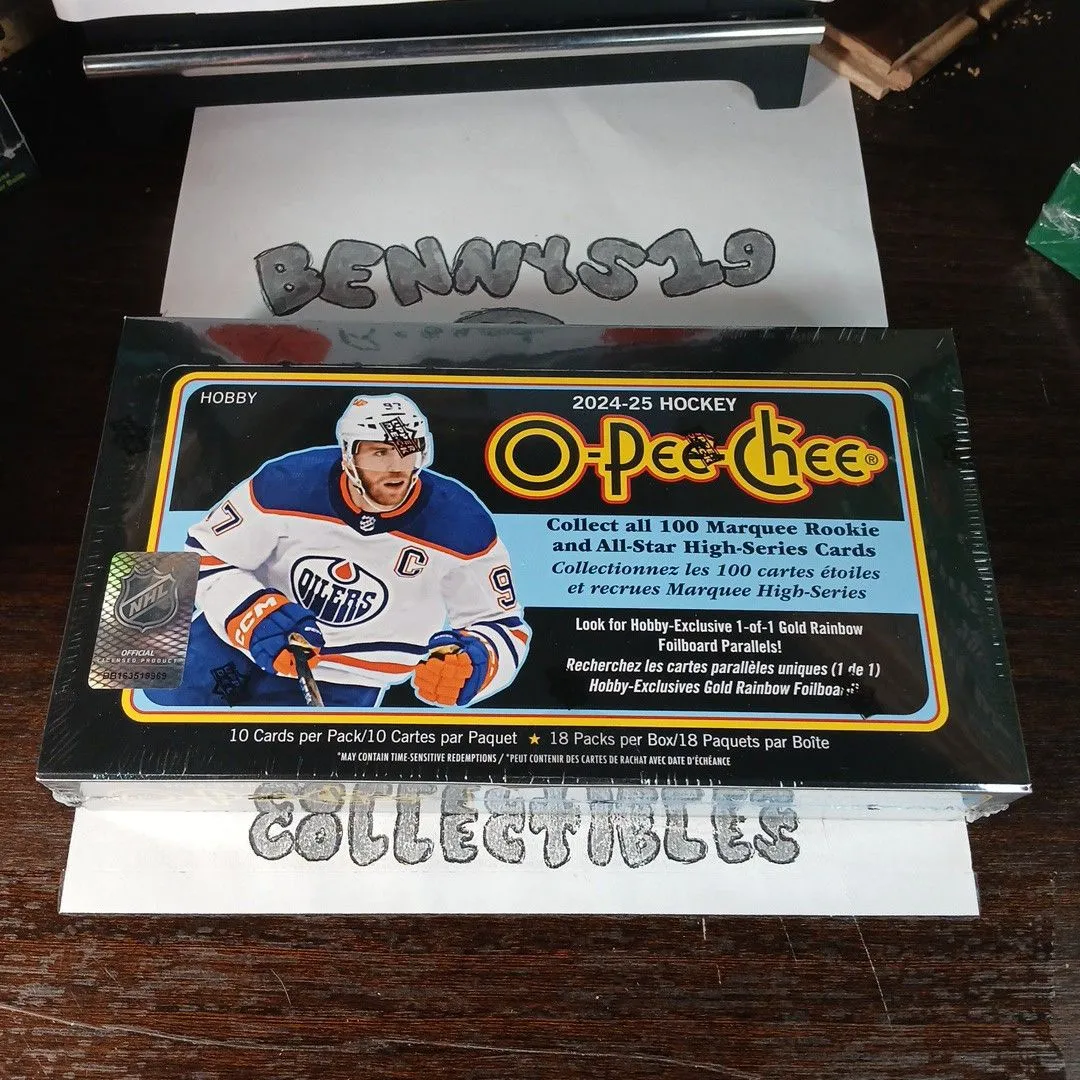 BENNYS19
HOBBY
2024-25 HOCKEY
O-Pee-Chee®
Collect all 100 Marquee Rookie
and All-Star High-Series Cards
Collectionnez les 100 cartes étoiles
et recrues Marquee High-Series
Look for Hobby-Exclusive 1-of-1 Gold Rainbow
Foilboard Parallels!
Recherchez les cartes parallèles uniques (1 de 1)
Hobby-Exclusives Gold Rainbow
97
97
C
97
OILERS
CCM
NHL
OFFICIAL
LICENSED PRODUCT
BB163519969
10 Cards per Pack/10 Cartes par Paquet ★ 18 Packs per Box/18 Paquets par Boîte
*MAY CONTAIN TIME-SENSITIVE REDEMPTIONS / *PEUT CONTENIR DES CARTES DE RACHAT AVEC DATE D'ÉCHÉANCE
COLLECTIBLES